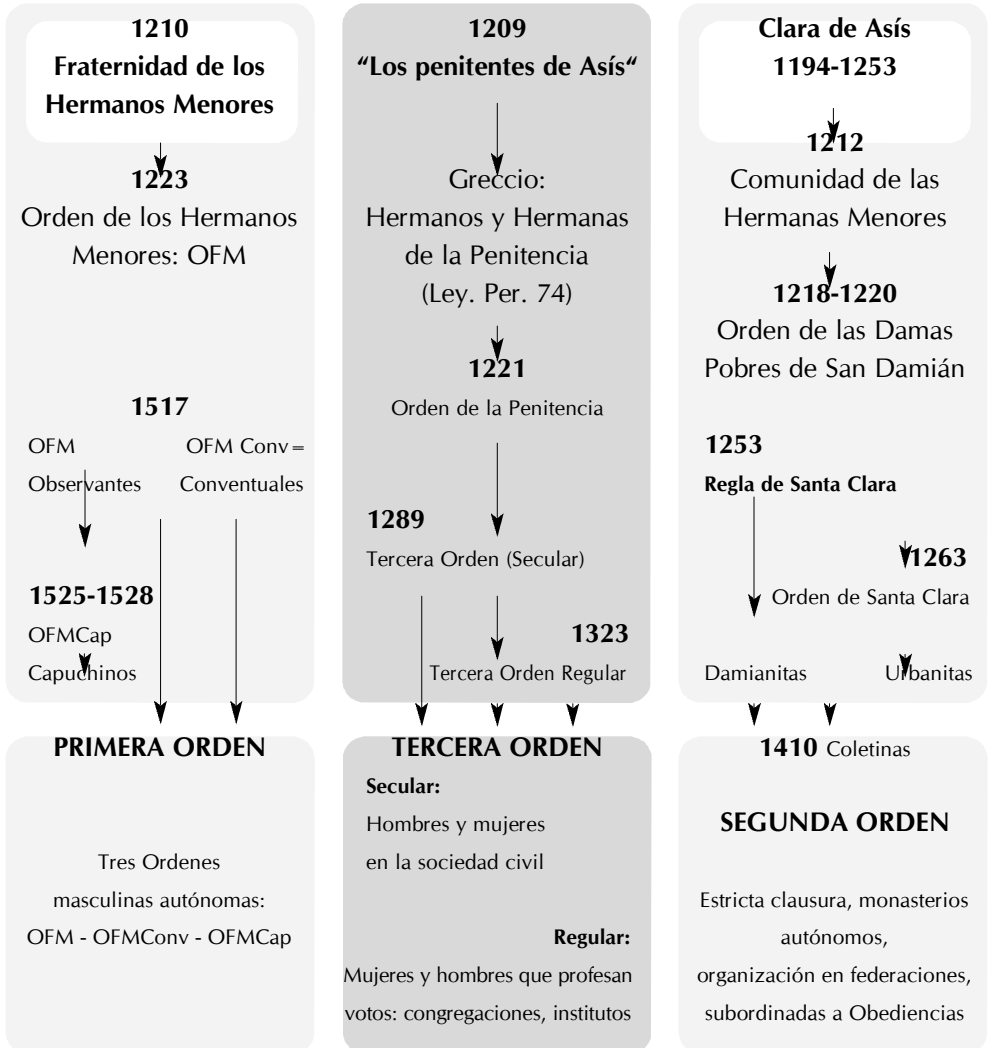 1210
Fraternidad de los
Hermanos Menores
1223
Orden de los Hermanos
Menores: OFM
1517
OFM
Observantes
OFM Conv=
Conventuales
1525-1528
OFMCap
Capuchinos
PRIMERA ORDEN
Tres Ordenes
masculinas autónomas:
OFM - OFMConv - OFMCap
1209
“Los penitentes de Asís“
Greccio:
Hermanos y Hermanas
de la Penitencia
(Ley. Per. 74)
1221
Orden de la Penitencia
1289
Tercera Orden (Secular)
1323
Tercera Orden Regular
TERCERA ORDEN
Secular:
Hombres y mujeres
en la sociedad civil
Regular:
Mujeres y hombres que profesan
votos: congregaciones, institutos
Clara de Asís
1194-1253
1212
Comunidad de las
Hermanas Menores
1218-1220
Orden de las Damas
Pobres de San Damián
1253
Regla de Santa Clara
1263
Orden de Santa Clara
Damianitas
Urbanitas
1410 Coletinas
SEGUNDA ORDEN
Estricta clausura, monasterios
autónomos,
organización en federaciones,
subordinadas a Obediencias